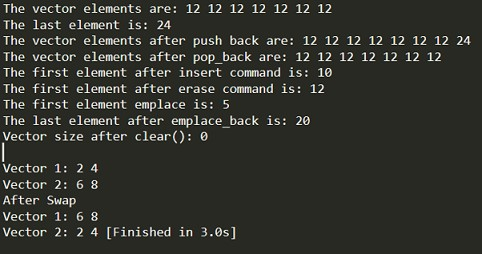 The vector elements are: 12 12 12 12 12 12 12
The last element is: 24
The vector elements after push back are: 12 12 12 12 12 12 12 24
The vector elements after pop_back are: 12 12 12 12 12 12 12
The first element after insert command is: 10
The first element after erase command is: 12
The first element emplace is: 5
The last element after emplace_back is: 20
Vector size after clear(): 0
Vector 1: 2 4
Vector 2: 6 8
After Swap
Vector 1: 6 8
Vector 2: 2 4 [Finished in 3.0s]